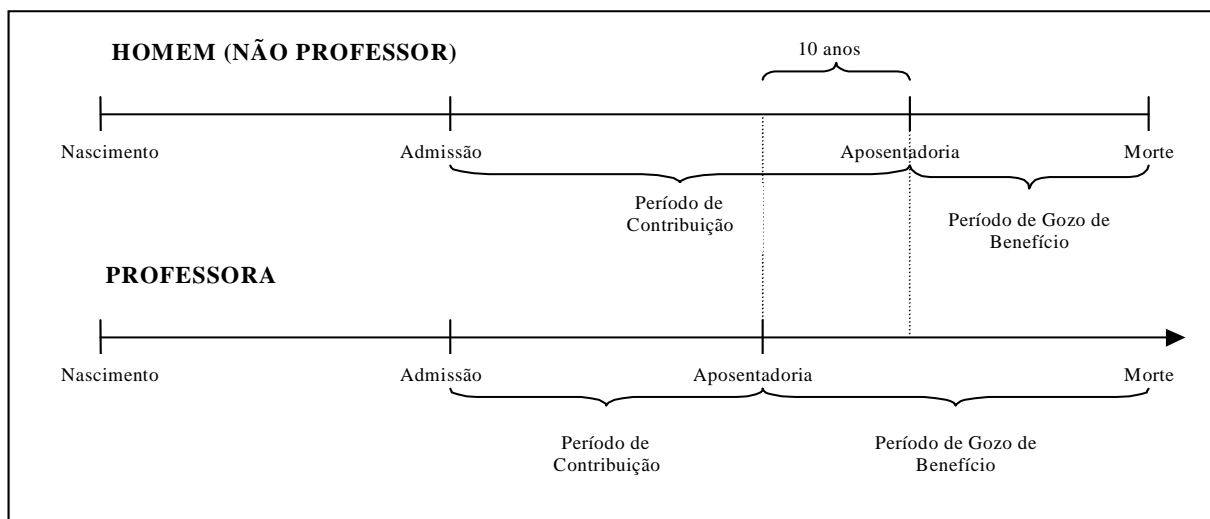 HOMEM (NÃO PROFESSOR)
10 anos
Nascimento
Admissão
Aposentadoria
Morte
Período de
Contribuição
Período de Gozo de
Benefício
PROFESSORA
Nascimento
Admissão
Aposentadoria
Morte
Período de
Contribuição
Período de Gozo de
Benefício